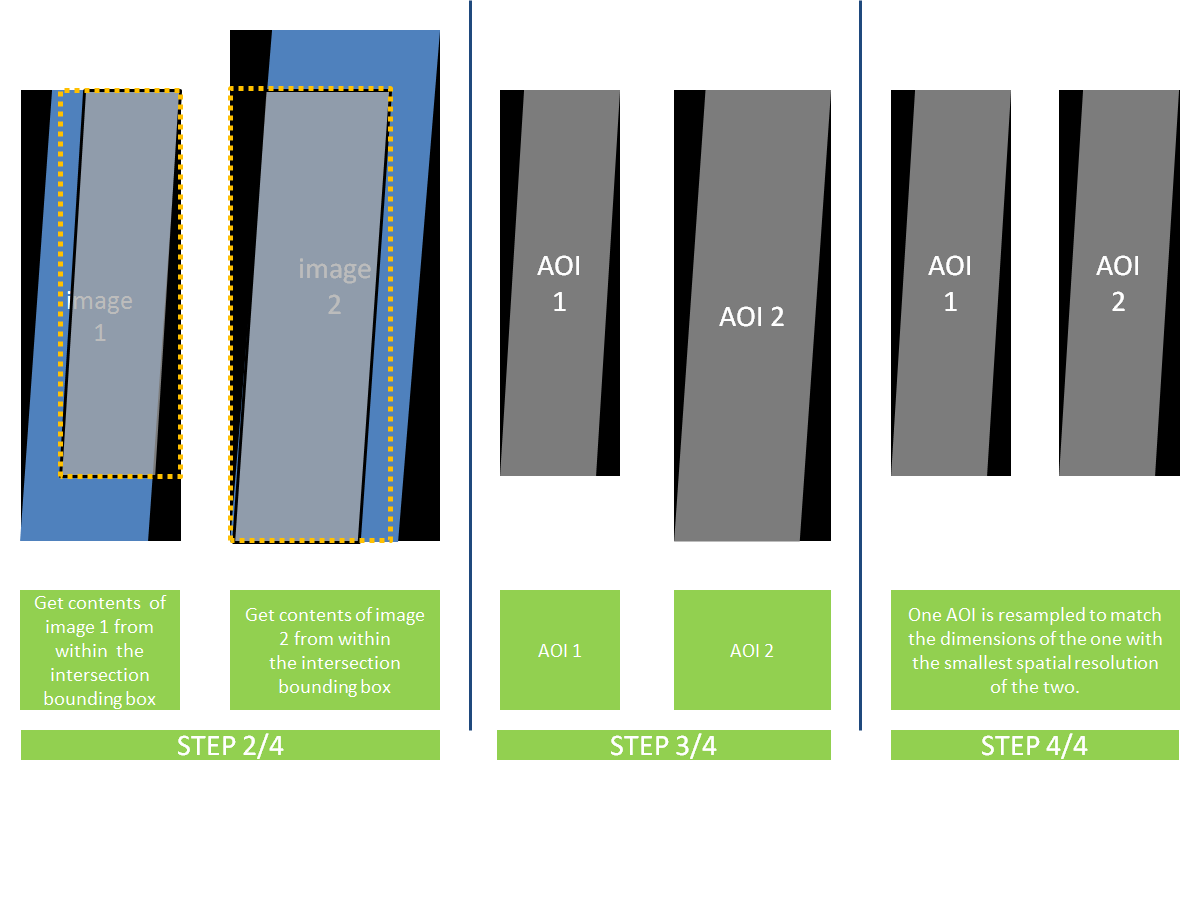 image
1
image
2
AOI
1
AOI 2
AOI
1
AOI
2
Get contents of
image 1 from
within the
intersection
bounding box
Get contents of image
2 from within
the intersection
bounding box
AOI 1
AOI 2
One AOI is resampled to match
the dimensions of the one with
the smallest spatial resolution
of the two.
STEP 2/4
STEP 3/4
STEP 4/4